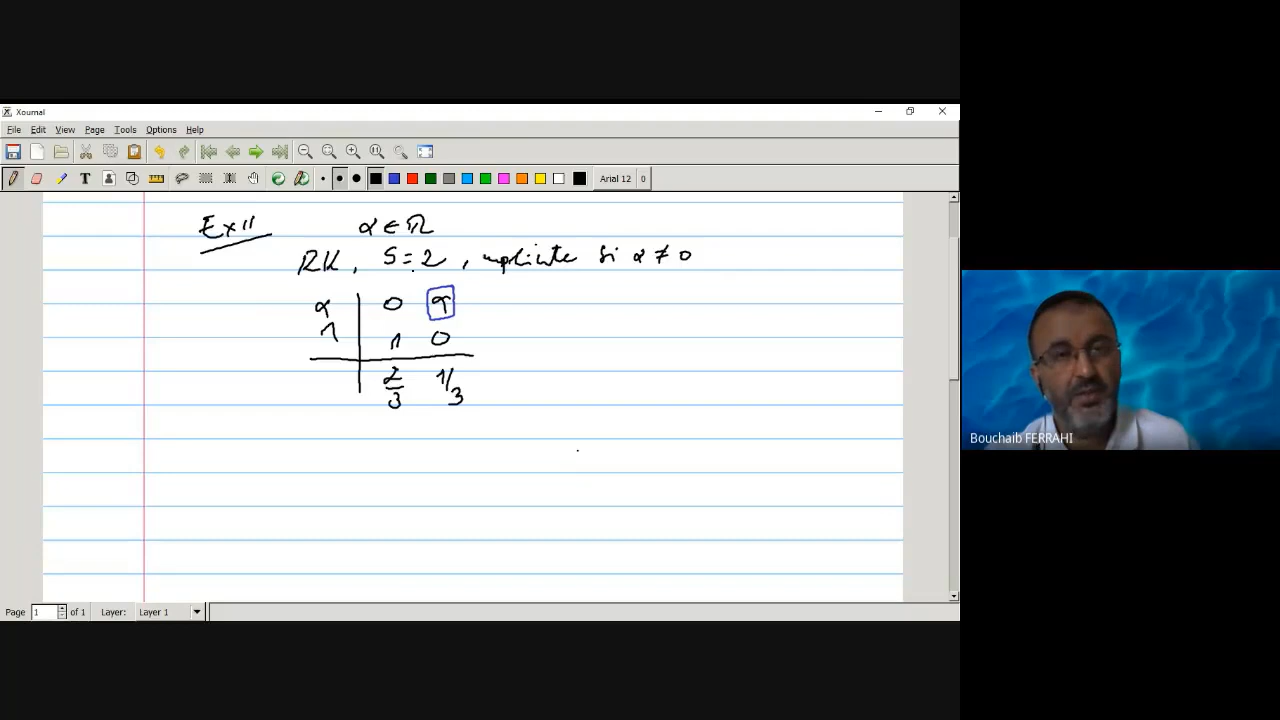 Xournal
File Edit View Page Tools Options Help
Arial 12 0
Ex 11 α ∈ ℝ
RK, S = 2, implicite si α ≠ 0
α | 0 α
1 | 1 0
2/3 1/3
Bouchaib FERRAHI
Page 1 of 1 Layer: Layer 1